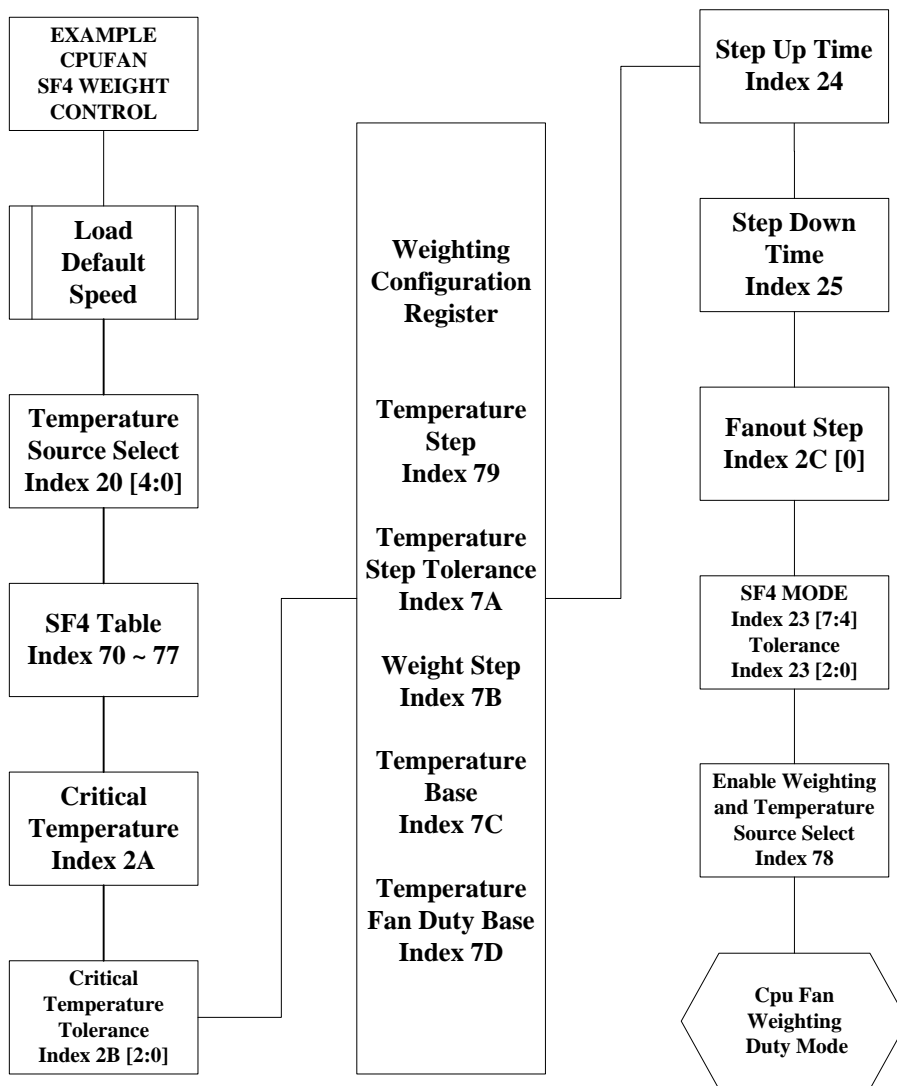 EXAMPLE
CPUFAN
SF4 WEIGHT
CONTROL
Load
Default
Speed
Temperature
Source Select
Index 20 [4:0]
SF4 Table
Index 70 ~ 77
Critical
Temperature
Index 2A
Critical
Temperature
Tolerance
Index 2B [2:0]
Weighting
Configuration
Register
Temperature
Step
Index 79
Temperature
Step Tolerance
Index 7A
Weight Step
Index 7B
Temperature
Base
Index 7C
Temperature
Fan Duty Base
Index 7D
Step Up Time
Index 24
Step Down
Time
Index 25
Fanout Step
Index 2C [0]
SF4 MODE
Index 23 [7:4]
Tolerance
Index 23 [2:0]
Enable Weighting
and Temperature
Source Select
Index 78
Cpu Fan
Weighting
Duty Mode